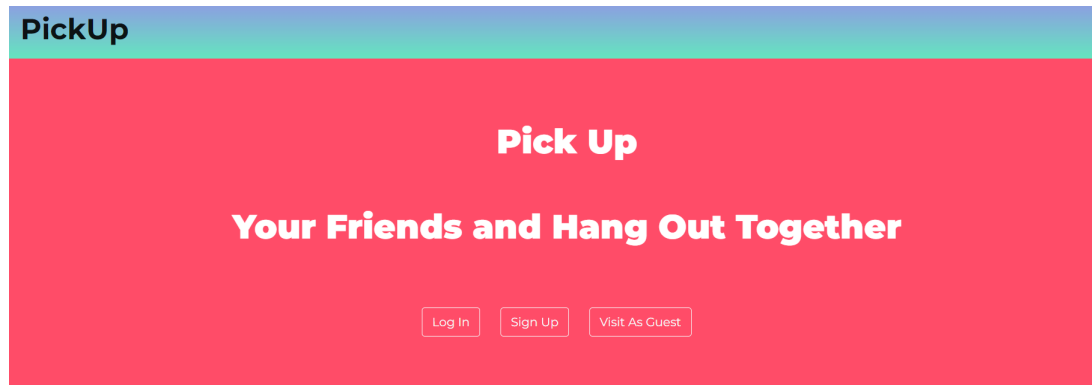 PickUp
Pick Up
Your Friends and Hang Out Together
Log In Sign Up Visit As Guest